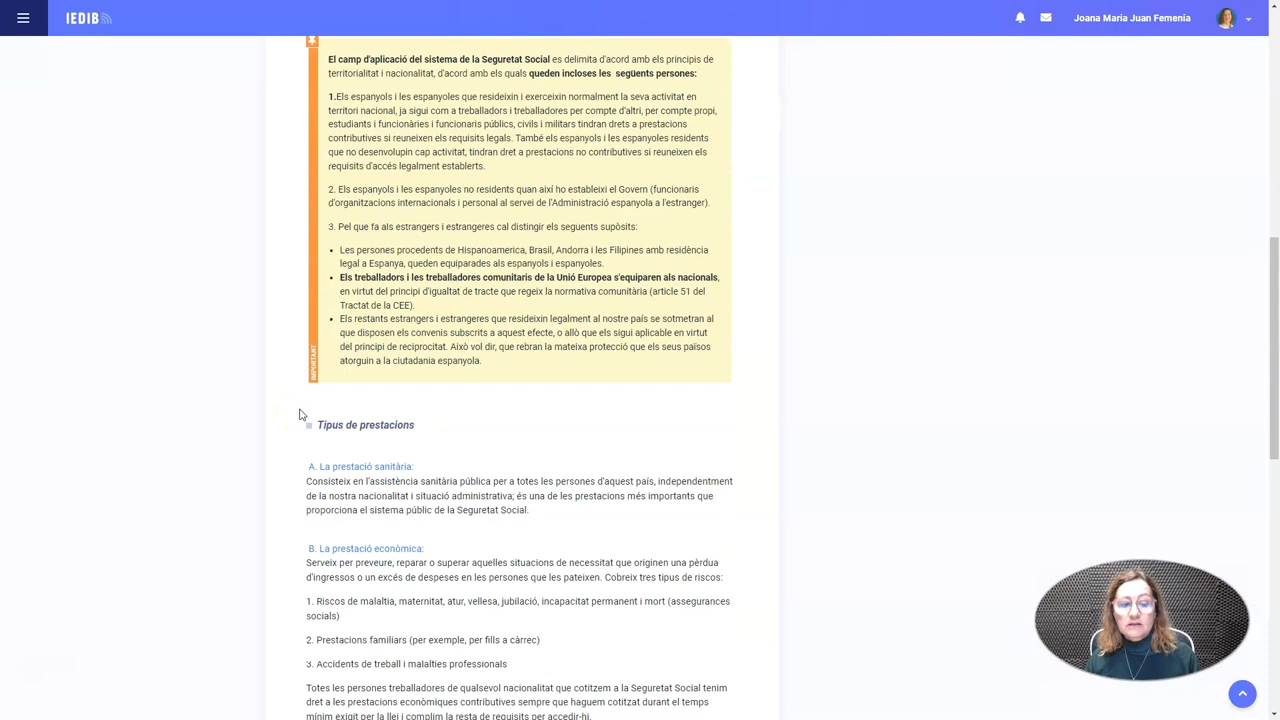 IEDIB
Joana Maria Juan Femenia
El camp d'aplicació del sistema de la Seguretat Social es delimita d'acord amb els principis de
territorialitat i nacionalitat, d'acord amb els quals queden incloses les següents persones:
1.Els espanyols i les espanyoles que resideixin i exerceixin normalment la seva activitat en
territori nacional, ja sigui com a treballadors i treballadores per compte d'altri, per compte propi,
estudiants i funcionàries i funcionaris públics, civils i militars tindran drets a prestacions
contributives si reuneixen els requisits legals. També els espanyols i les espanyoles residents
que no desenvolupin cap activitat, tindran dret a prestacions no contributives si reuneixen els
requisits d'accés legalment establerts.
2. Els espanyols i les espanyoles no residents quan així ho estableixi el Govern (funcionaris
d'organitzacions internacionals i personal al servei de l'Administració espanyola a l'estranger).
3. Pel que fa als estrangers i estrangeres cal distingir els següents supòsits:
• Les persones procedents de Hispanoamerica, Brasil, Andorra i les Filipines amb residència
legal a Espanya, queden equiparades als espanyols i espanyoles.
• Els treballadors i les treballadores comunitaris de la Unió Europea s'equiparen als nacionals,
en virtut del principi d'igualtat de tracte que regeix la normativa comunitària (article 51 del
Tractat de la CEE).
• Els restants estrangers i estrangeres que resideixin legalment al nostre país se sotmetran al
que disposen els convenis subscrits a aquest efecte, o allò que els sigui aplicable en virtut
del principi de reciprocitat. Això vol dir, que rebran la mateixa protecció que els seus països
atorguin a la ciutadania espanyola.
IMPORTANT
Tipus de prestacions
A. La prestació sanitària:
Consisteix en l'assistència sanitària pública per a totes les persones d'aquest país, independentment
de la nostra nacionalitat i situació administrativa; és una de les prestacions més importants que
proporciona el sistema públic de la Seguretat Social.
B. La prestació econòmica:
Serveix per preveure, reparar o superar aquelles situacions de necessitat que originen una pèrdua
d'ingressos o un excés de despeses en les persones que les pateixen. Cobreix tres tipus de riscos:
1. Riscos de malaltia, maternitat, atur, vellesa, jubilació, incapacitat permanent i mort (assegurances
socials)
2. Prestacions familiars (per exemple, per fills a càrrec)
3. Accidents de treball i malalties professionals
Totes les persones treballadores de qualsevol nacionalitat que cotitzem a la Seguretat Social tenim
dret a les prestacions econòmiques contributives sempre que haguem cotitzat durant el temps
mínim exigit per la llei i complim la resta de requisits per accedir-hi.